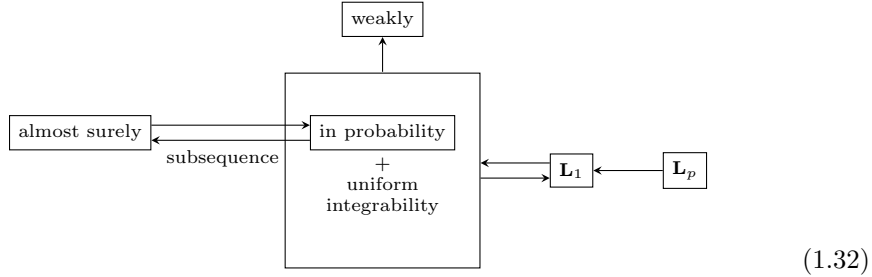 weakly
almost surely
in probability
subsequence
+
uniform
integrability
L₁
Lₚ
(1.32)